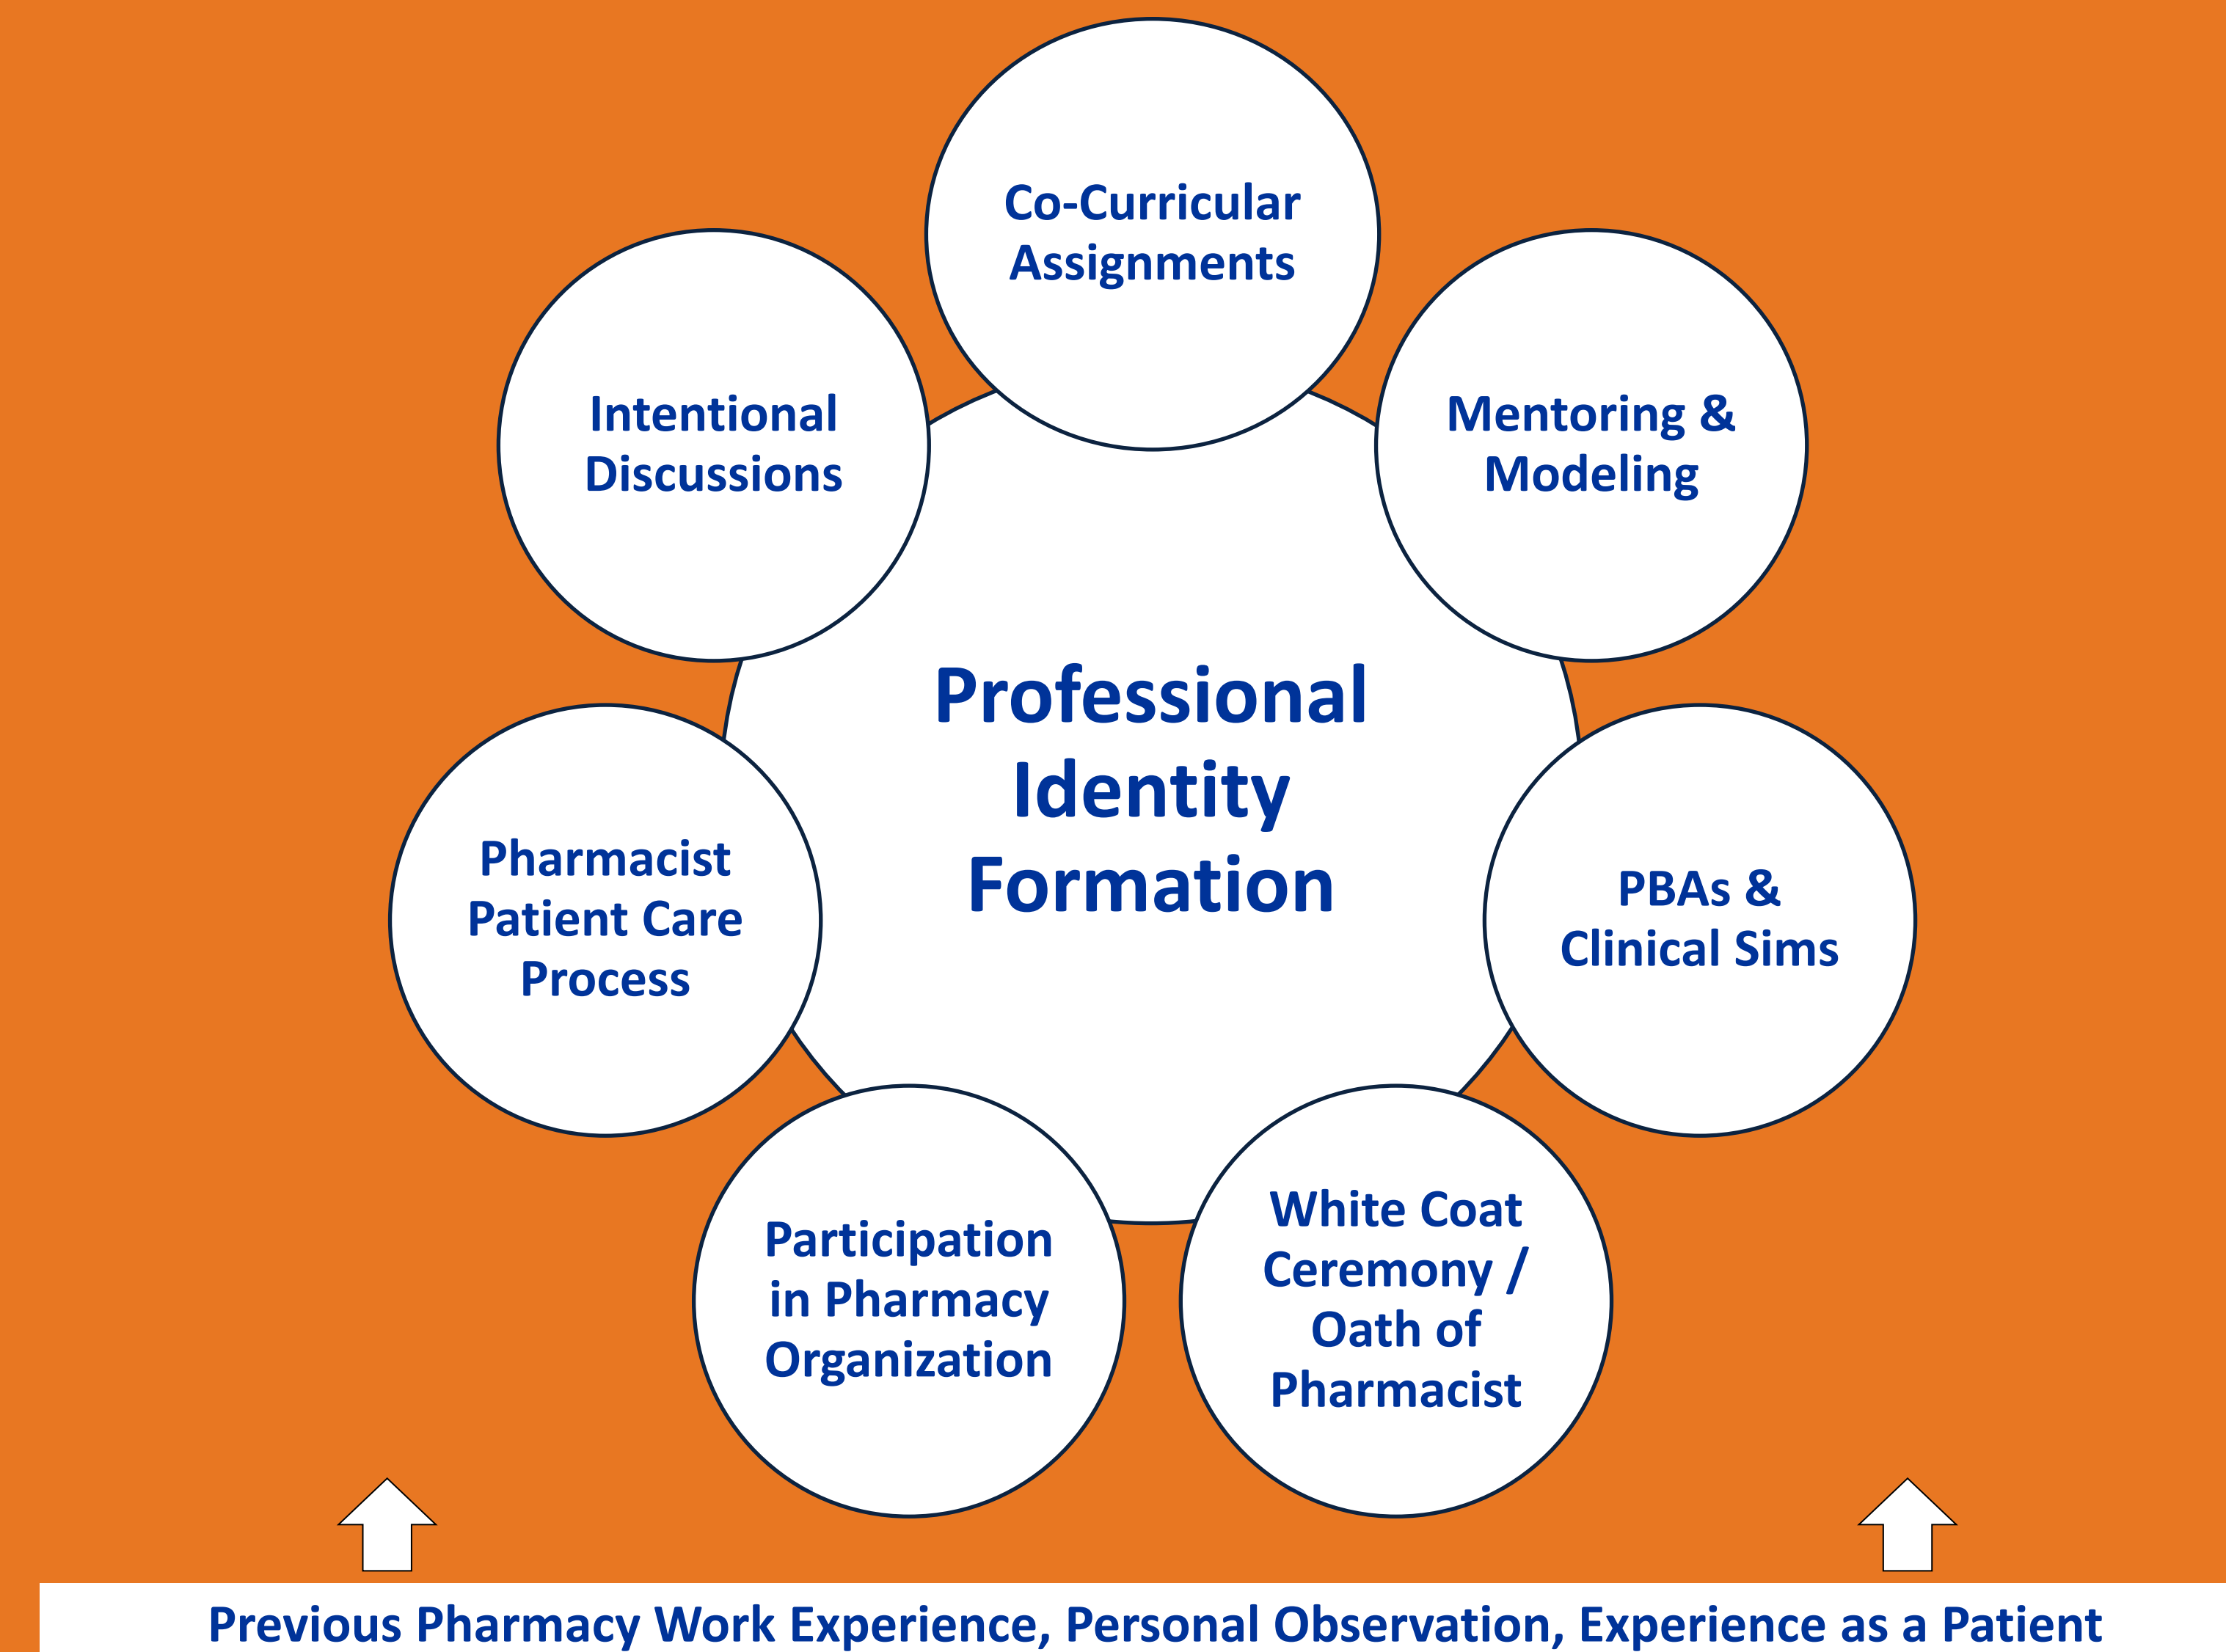 Co-Curricular
Assignments
Intentional
Discussions
Mentoring &
Modeling
Professional
Identity
Formation
Pharmacist
Patient Care
Process
PBAs &
Clinical Sims
Participation
in Pharmacy
Organization
White Coat
Ceremony /
Oath of
Pharmacist
Previous Pharmacy Work Experience, Personal Observation, Experience as a Patient